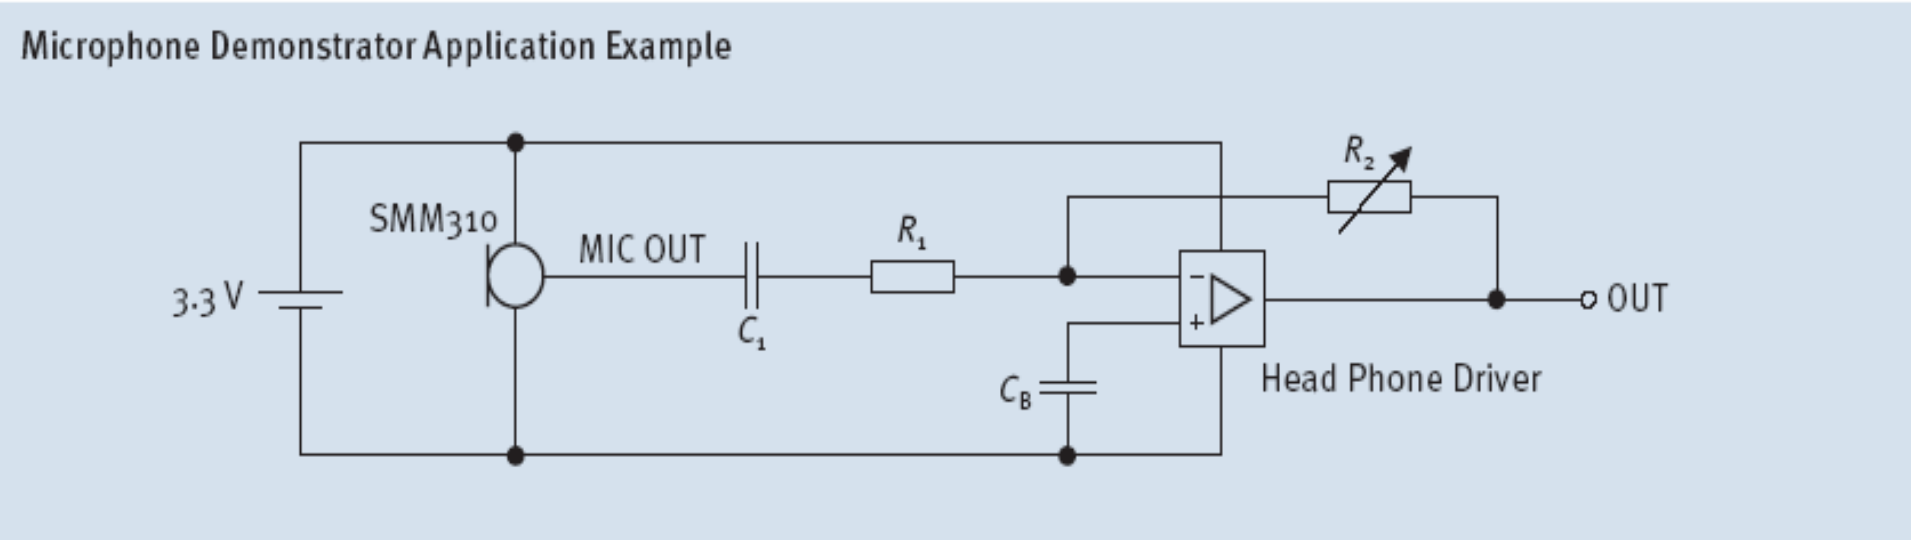 Microphone Demonstrator Application Example
R2
SMM310
MIC OUT
R1
3.3 V
C1
−
+
OUT
CB
Head Phone Driver